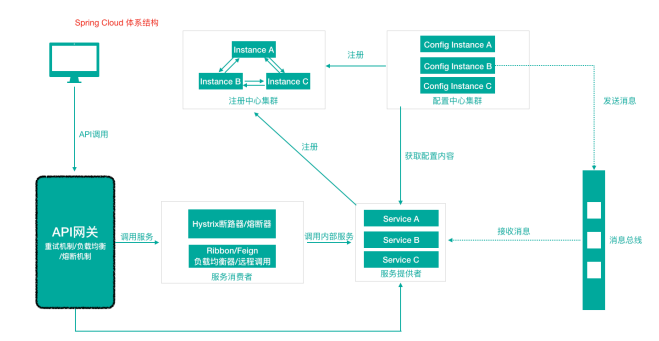 Spring Cloud 体系结构
Instance A
Instance B
Instance C
注册中心集群
注册
Config Instance A
Config Instance B
Config Instance C
配置中心集群
发送消息
API调用
注册
获取配置内容
API网关
重试机制/负载均衡
/熔断机制
调用服务
Hystrix断路器/熔断器
Ribbon/Feign
负载均衡器/远程调用
服务消费者
调用内部服务
Service A
Service B
Service C
服务提供者
接收消息
消息总线